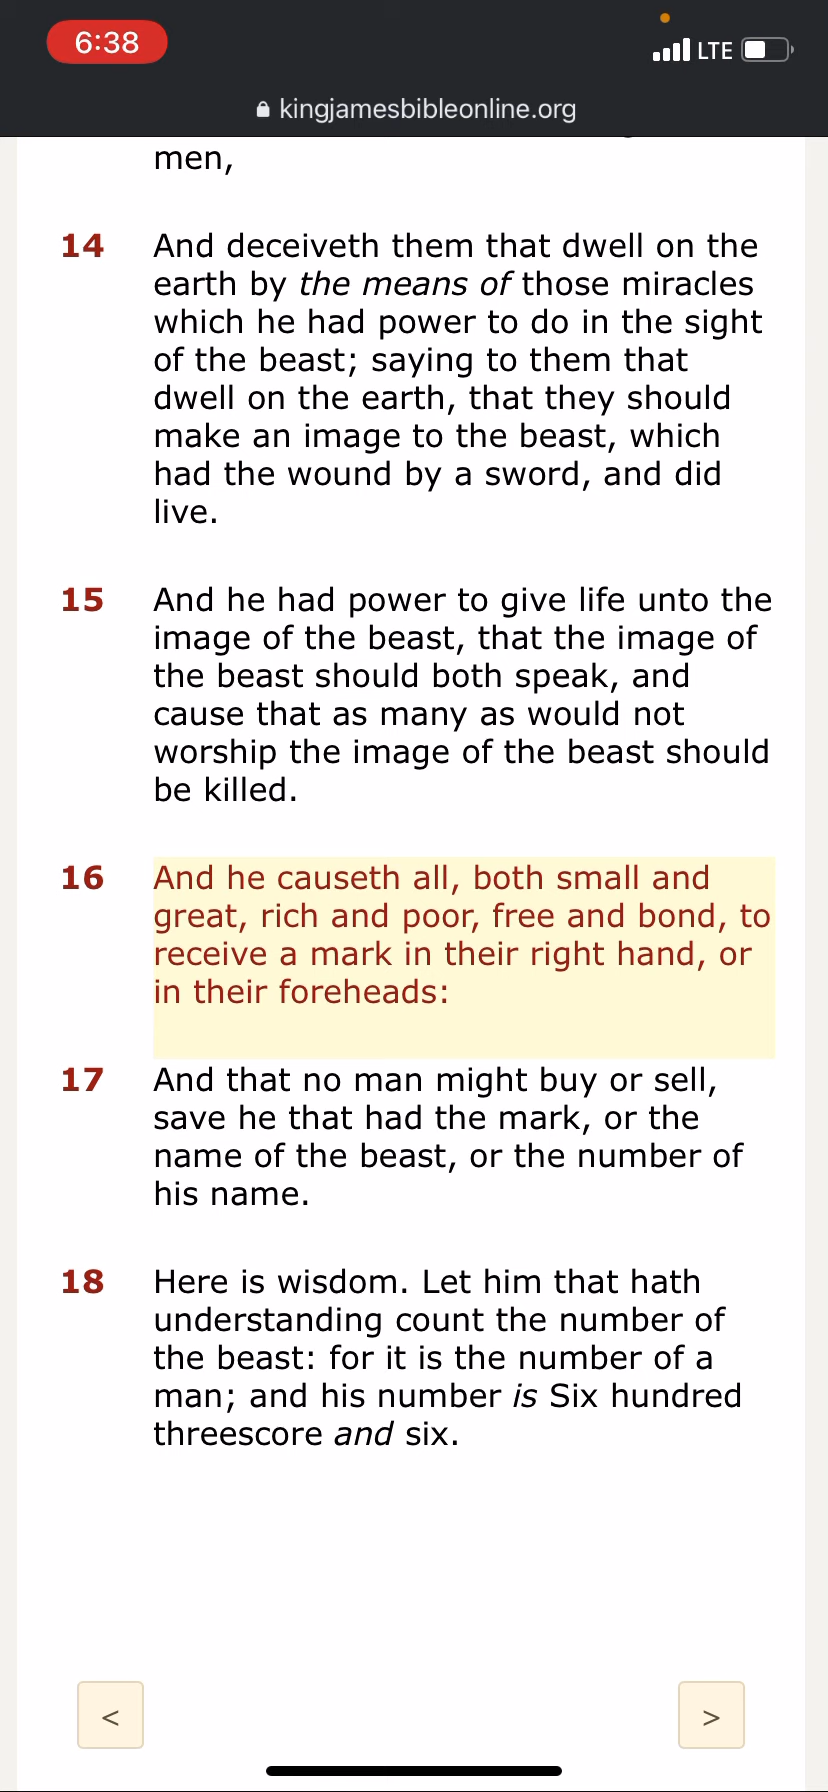 6:38
LTE
kingjamesbibleonline.org
men,
14 And deceiveth them that dwell on the
earth by the means of those miracles
which he had power to do in the sight
of the beast; saying to them that
dwell on the earth, that they should
make an image to the beast, which
had the wound by a sword, and did
live.
15 And he had power to give life unto the
image of the beast, that the image of
the beast should both speak, and
cause that as many as would not
worship the image of the beast should
be killed.
16 And he causeth all, both small and
great, rich and poor, free and bond, to
receive a mark in their right hand, or
in their foreheads:
17 And that no man might buy or sell,
save he that had the mark, or the
name of the beast, or the number of
his name.
18 Here is wisdom. Let him that hath
understanding count the number of
the beast: for it is the number of a
man; and his number is Six hundred
threescore and six.
< >